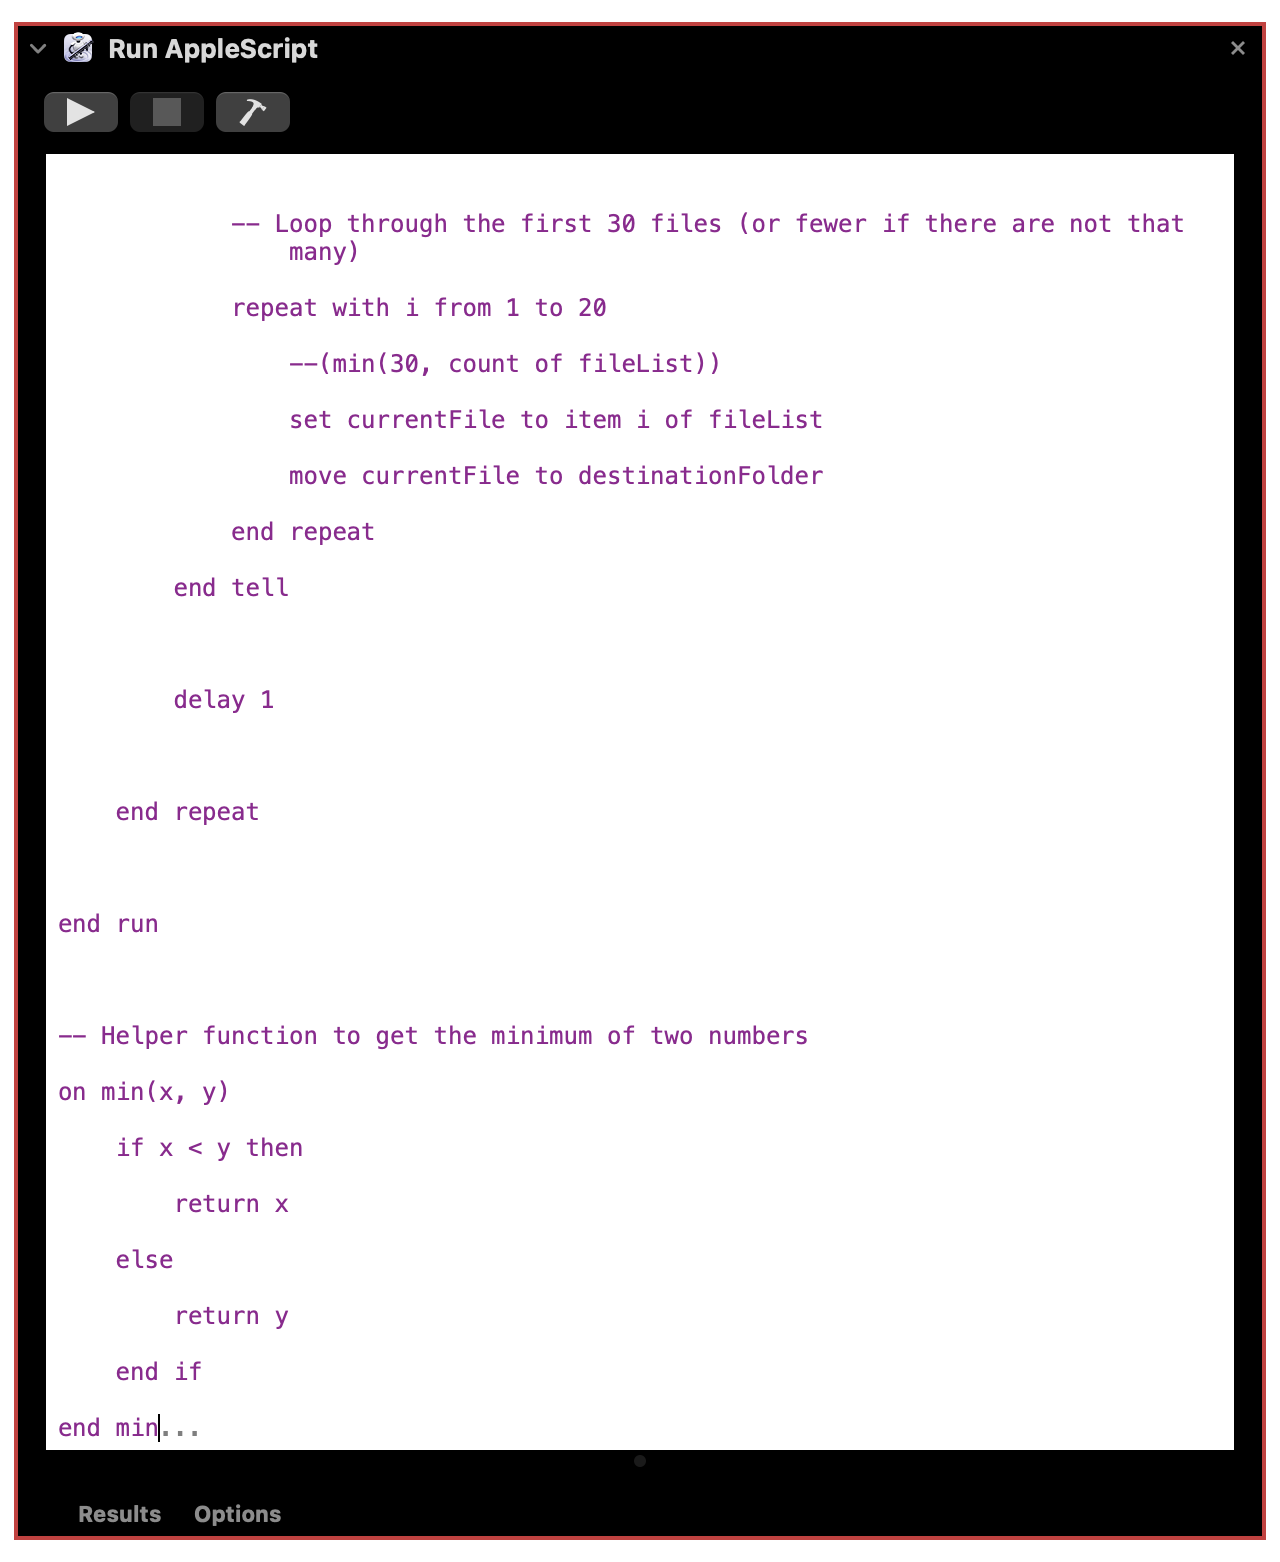 Run AppleScript
-- Loop through the first 30 files (or fewer if there are not that
many)
repeat with i from 1 to 20
--(min(30, count of fileList))
set currentFile to item i of fileList
move currentFile to destinationFolder
end repeat
end tell
delay 1
end repeat
end run
-- Helper function to get the minimum of two numbers
on min(x, y)
if x < y then
return x
else
return y
end if
end min...
Results Options